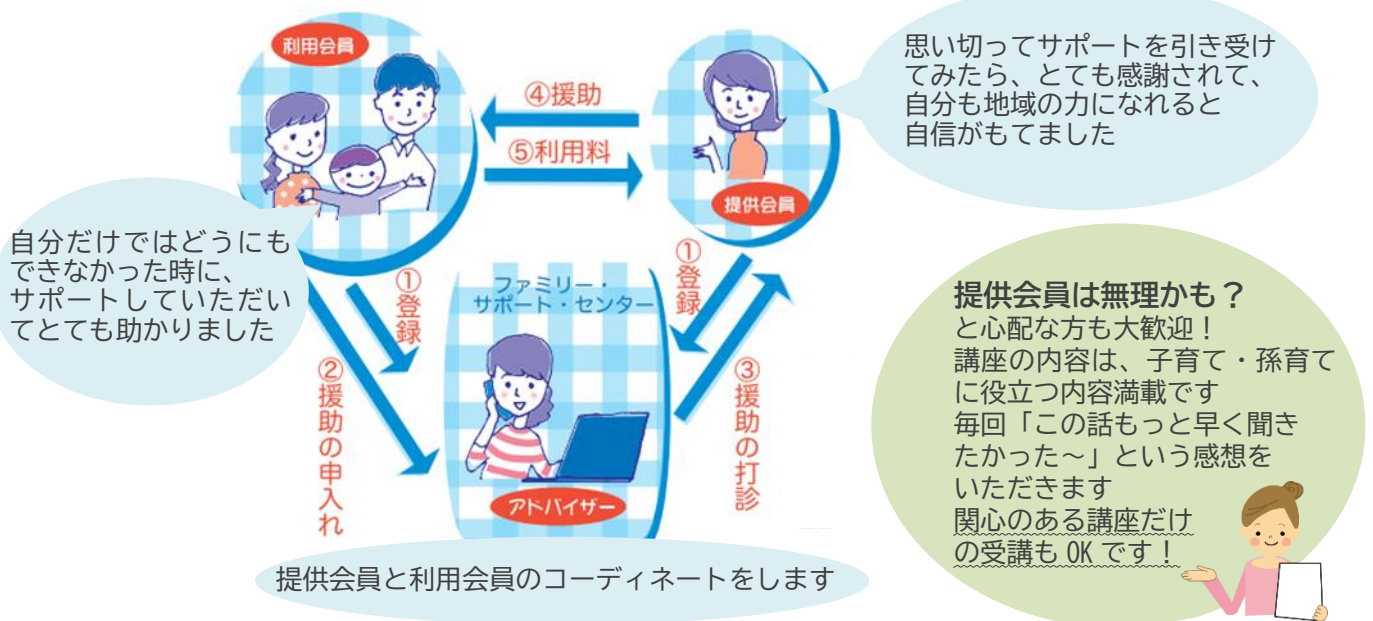 利用会員
④援助
⑤利用料
提供会員
思い切ってサポートを引き受け
てみたら、とても感謝されて、
自分も地域の力になれると
自信がもてました
自分だけではどうにも
できなかった時に、
サポートしていただい
てとても助かりました
①登録
②援助の申入れ
ファミリー・
サポート・センター
①登録
③援助の打診
アドバイザー
提供会員と利用会員のコーディネートをします
提供会員は無理かも？
と心配な方も大歓迎！
講座の内容は、子育て・孫育て
に役立つ内容満載です
毎回「この話もっと早く聞き
たかった～」という感想を
いただきます
関心のある講座だけ
の受講も OK です！